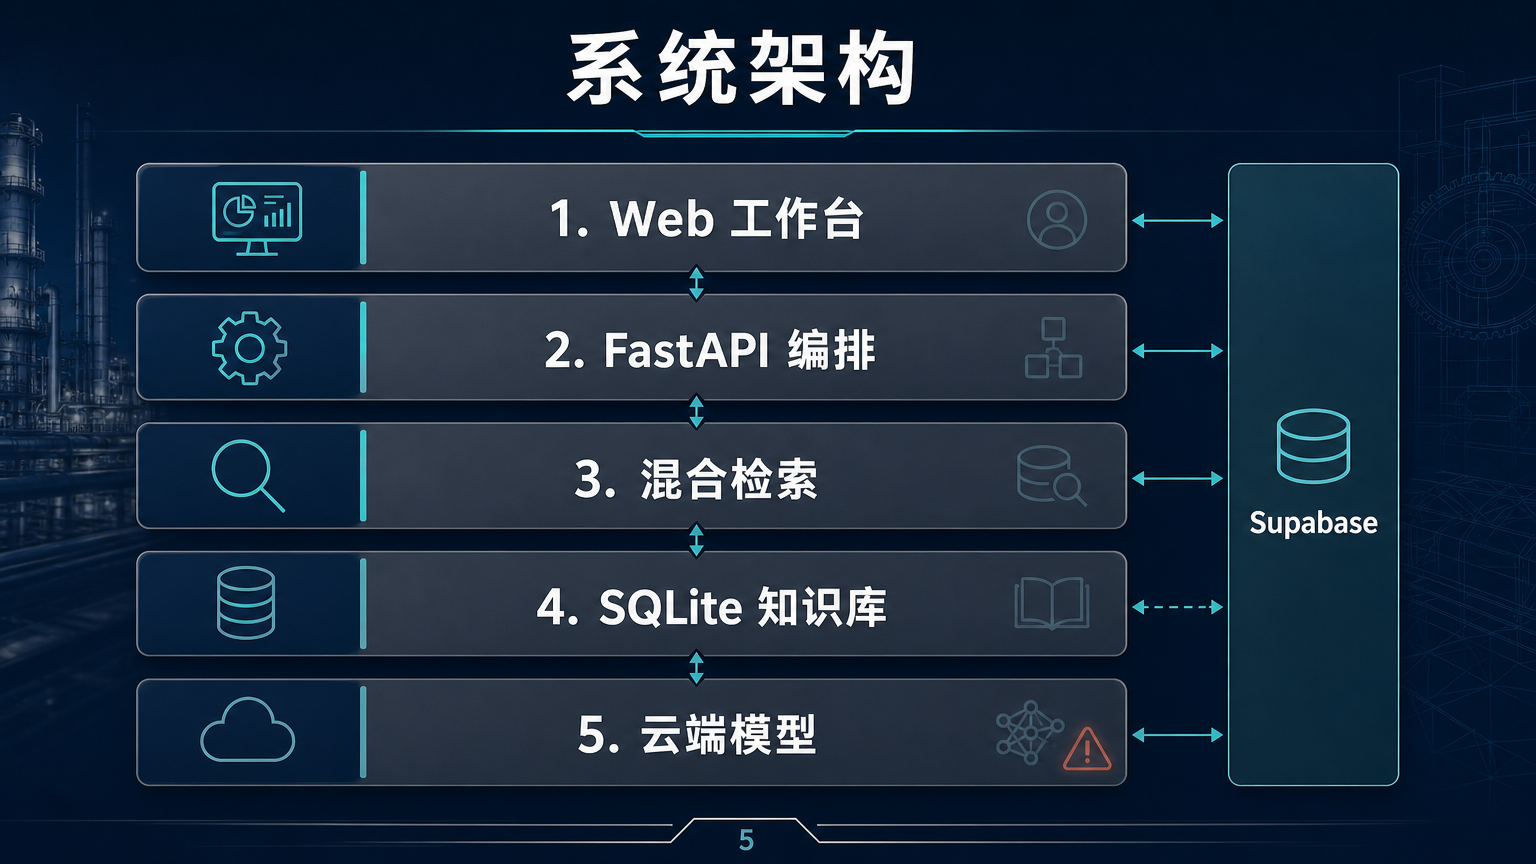 系统架构
1. Web 工作台
2. FastAPI 编排
3. 混合检索
4. SQLite 知识库
5. 云端模型
Supabase
5